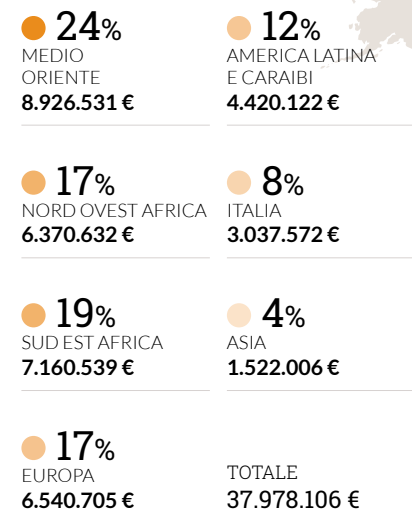 24%
MEDIO
ORIENTE
8.926.531 €
17%
NORD OVEST AFRICA
6.370.632 €
19%
SUD EST AFRICA
7.160.539 €
17%
EUROPA
6.540.705 €
12%
AMERICA LATINA
E CARAIBI
4.420.122 €
8%
ITALIA
3.037.572 €
4%
ASIA
1.522.006 €
TOTALE
37.978.106 €